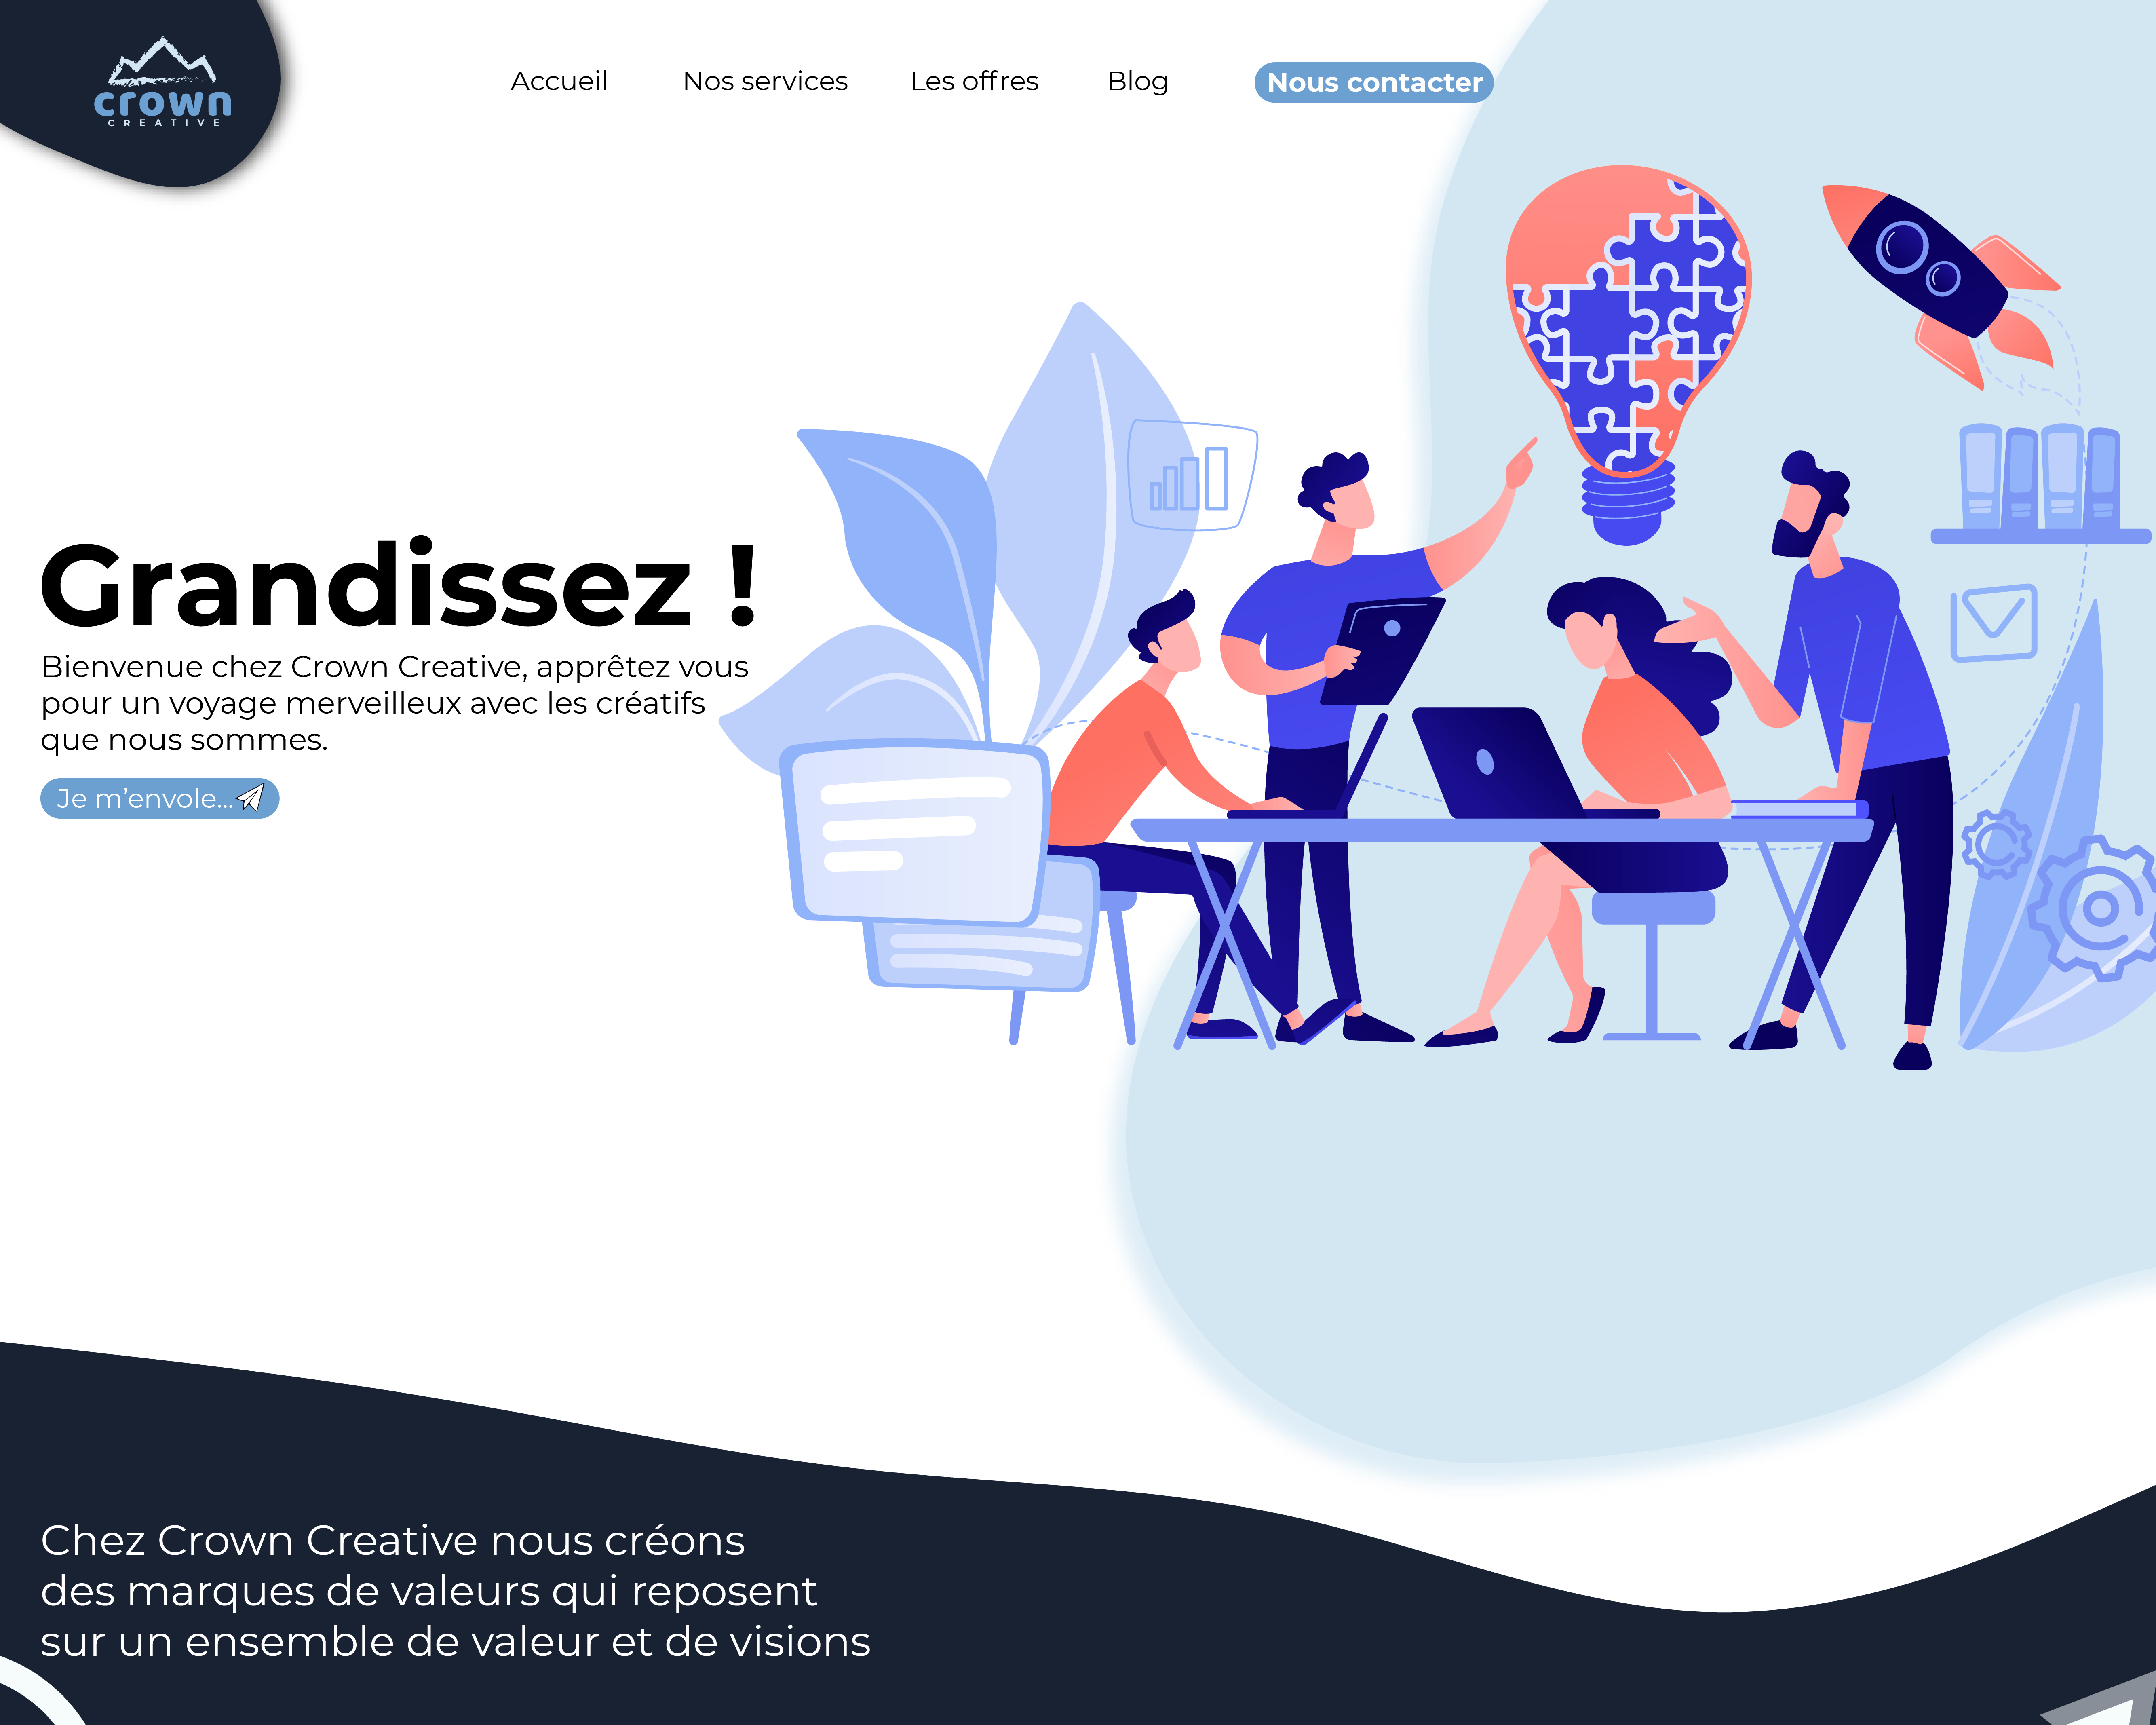 crown
CREATIVE
Accueil
Nos services
Les offres
Blog
Nous contacter
Grandissez !
Bienvenue chez Crown Creative, apprêtez vous
pour un voyage merveilleux avec les créatifs
que nous sommes.
Je m'envole...
Chez Crown Creative nous créons
des marques de valeurs qui reposent
sur un ensemble de valeur et de visions